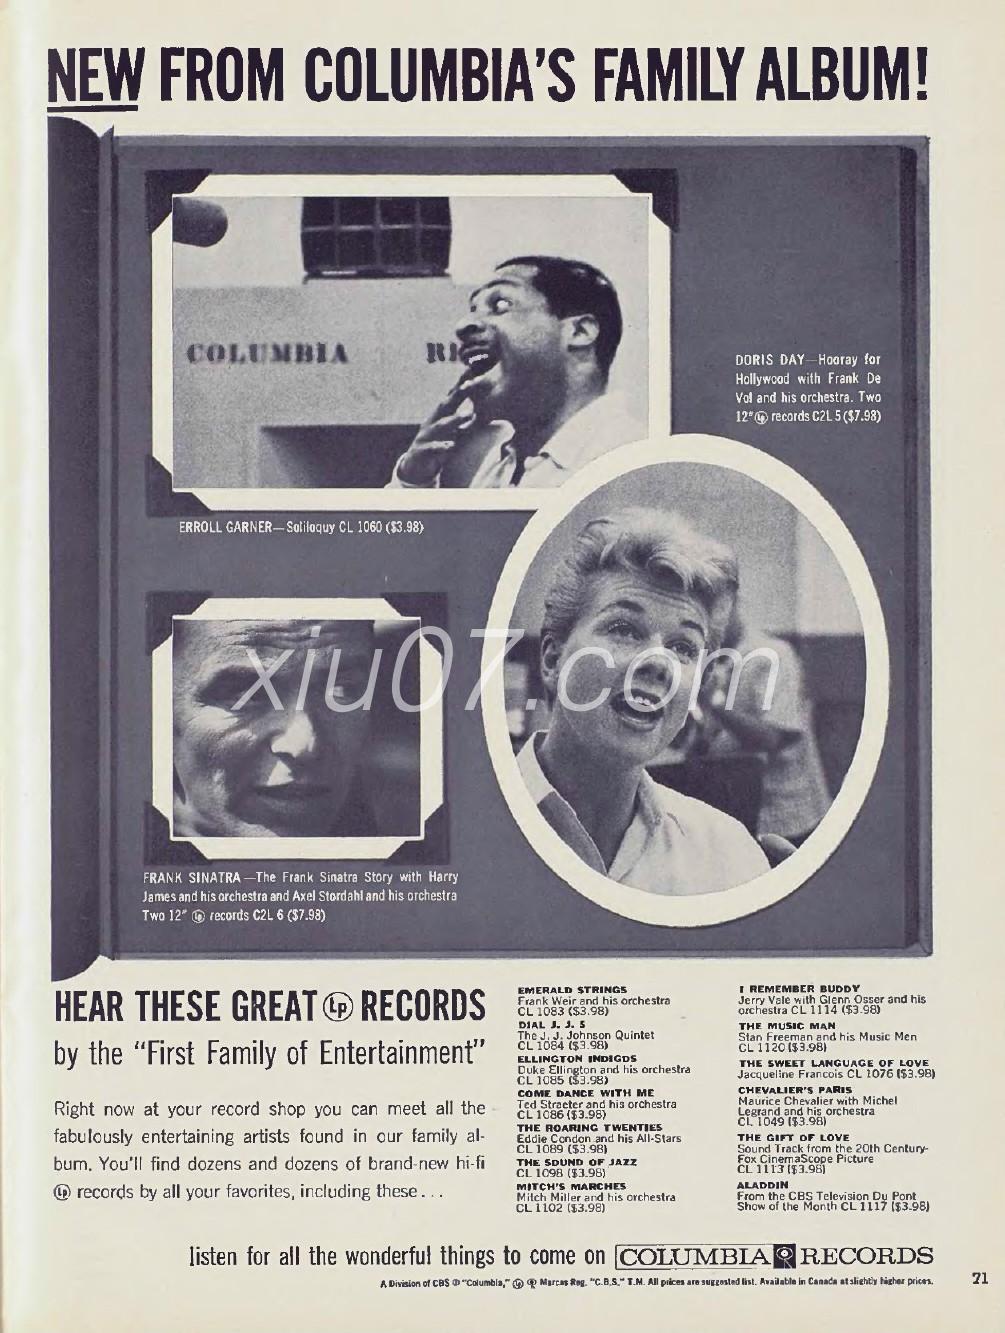 NEW FROM COLUMBIA'S FAMILY ALBUM!
COLUMBIA
DORIS DAY—Hooray for
Hollywood with Frank De
Vol and his orchestra. Two
12" Lp records C2L 5 ($7.98)
ERROLL GARNER—Soliloquy CL 1060 ($3.98)
xiu07.com
FRANK SINATRA—The Frank Sinatra Story with Harry
James and his orchestra and Axel Stordahl and his orchestra
Two 12" Lp records C2L 6 ($7.98)
HEAR THESE GREAT Lp RECORDS
by the "First Family of Entertainment"
Right now at your record shop you can meet all the
fabulously entertaining artists found in our family al-
bum. You'll find dozens and dozens of brand-new hi-fi
Lp records by all your favorites, including these...
EMERALD STRINGS
Frank Weir and his orchestra
CL 1083 ($3.98)
DIAL J. J. 5
The J. J. Johnson Quintet
CL 1084 ($3.98)
ELLINGTON INDIGOS
Duke Ellington and his orchestra
CL 1085 ($3.98)
COME DANCE WITH ME
Ted Straeter and his orchestra
CL 1086 ($3.98)
THE ROARING TWENTIES
Eddie Condon and his All-Stars
CL 1089 ($3.98)
THE SOUND OF JAZZ
CL 1098 ($3.98)
MITCH'S MARCHES
Mitch Miller and his orchestra
CL 1102 ($3.98)
I REMEMBER BUDDY
Jerry Vale with Glenn Osser and his
orchestra CL 1114 ($3.98)
THE MUSIC MAN
Stan Freeman and his Music Men
CL 1120 ($3.98)
THE SWEET LANGUAGE OF LOVE
Jacqueline Francois CL 1076 ($3.98)
CHEVALIER'S PARIS
Maurice Chevalier with Michel
Legrand and his orchestra
CL 1049 ($3.98)
THE GIFT OF LOVE
Sound Track from the 20th Century-
Fox CinemaScope Picture
CL 1113 ($3.98)
ALADDIN
From the CBS Television Du Pont
Show of the Month CL 1117 ($3.98)
listen for all the wonderful things to come on COLUMBIA RECORDS
A Division of CBS ® "Columbia," Lp Marcas Reg. "C.B.S." T.M. All prices are suggested list. Available in Canada at slightly higher prices.
71